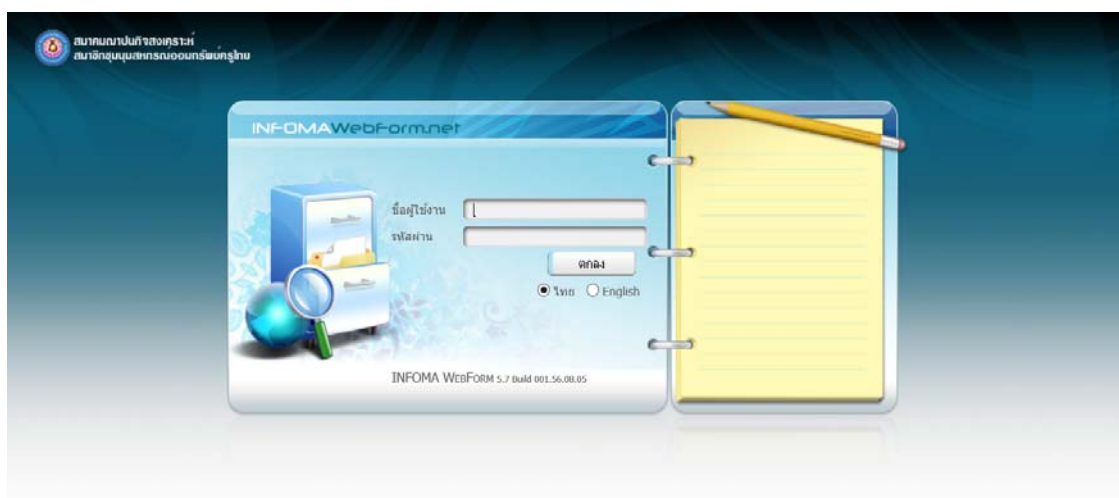 สมาคมฌาปนกิจสงเคราะห์
สมาชิกชุมนุมสหกรณ์ออมทรัพย์ครูไทย
INFOMAWebForm.net
ชื่อผู้ใช้งาน
รหัสผ่าน
ตกลง
ไทย English
INFOMA WEBFORM 5.7 Build 001.56.08.05